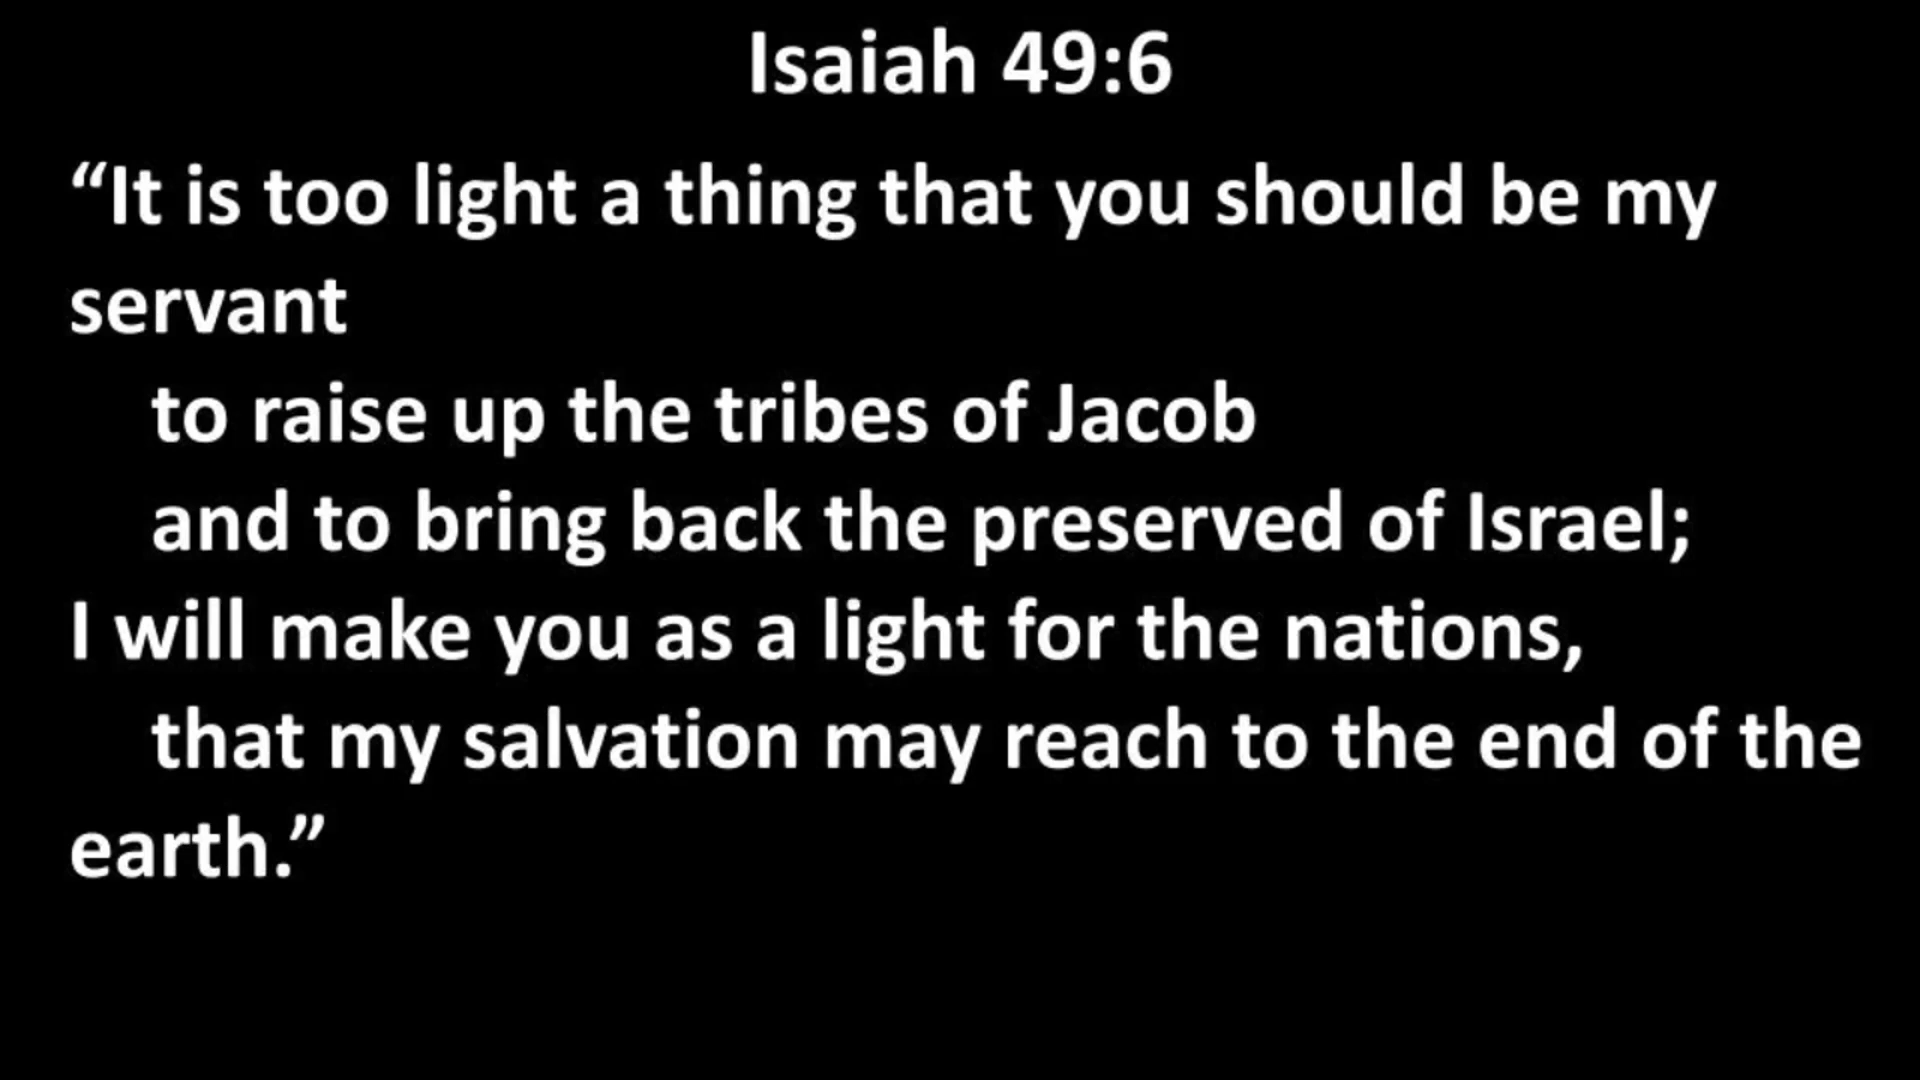 Isaiah 49:6
“It is too light a thing that you should be my
servant
to raise up the tribes of Jacob
and to bring back the preserved of Israel;
I will make you as a light for the nations,
that my salvation may reach to the end of the
earth.”